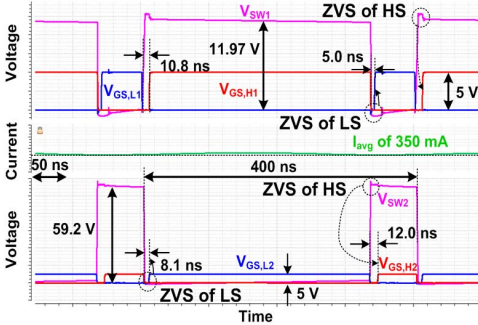 Voltage
V_SW1
ZVS of HS
11.97 V
5.0 ns
10.8 ns
V_GS,L1
V_GS,H1
5 V
ZVS of LS
Current
I_avg of 350 mA
50 ns
400 ns
Voltage
ZVS of HS
V_SW2
59.2 V
12.0 ns
8.1 ns
V_GS,L2
V_GS,H2
ZVS of LS
5 V
Time